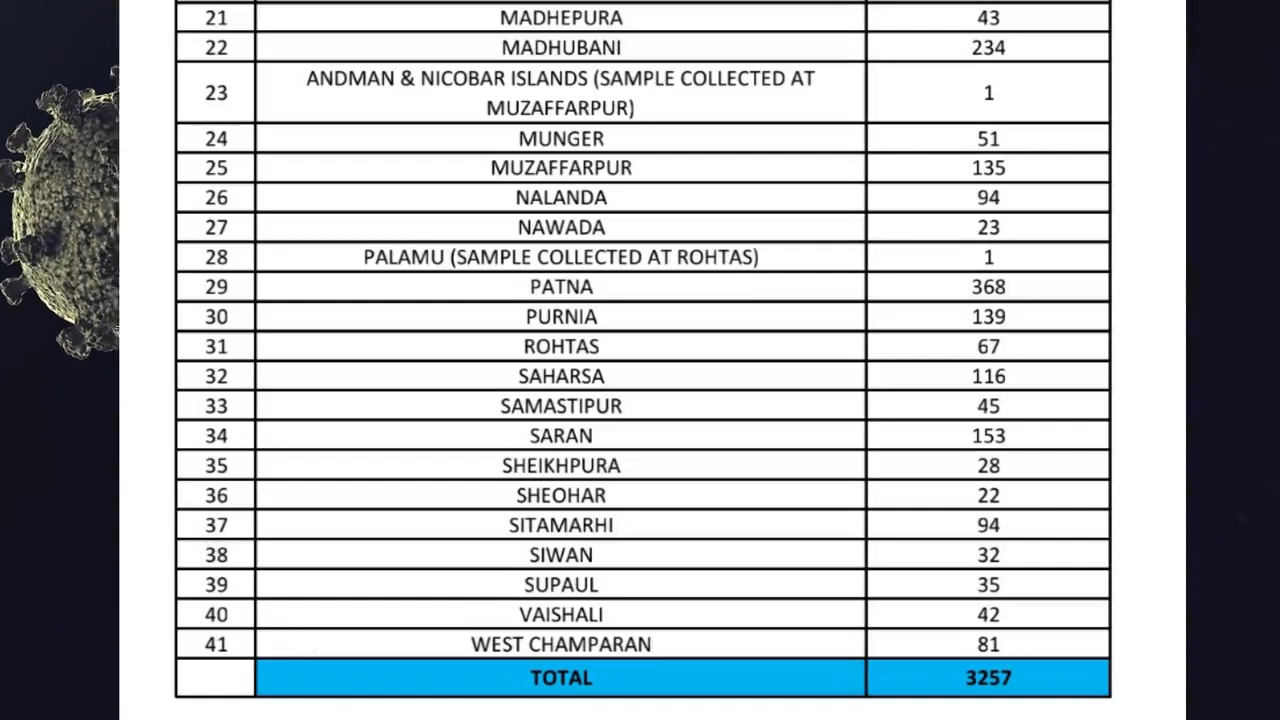 21 MADHEPURA 43
22 MADHUBANI 234
23 ANDMAN & NICOBAR ISLANDS (SAMPLE COLLECTED AT
MUZAFFARPUR) 1
24 MUNGER 51
25 MUZAFFARPUR 135
26 NALANDA 94
27 NAWADA 23
28 PALAMU (SAMPLE COLLECTED AT ROHTAS) 1
29 PATNA 368
30 PURNIA 139
31 ROHTAS 67
32 SAHARSA 116
33 SAMASTIPUR 45
34 SARAN 153
35 SHEIKHPURA 28
36 SHEOHAR 22
37 SITAMARHI 94
38 SIWAN 32
39 SUPAUL 35
40 VAISHALI 42
41 WEST CHAMPARAN 81
TOTAL 3257